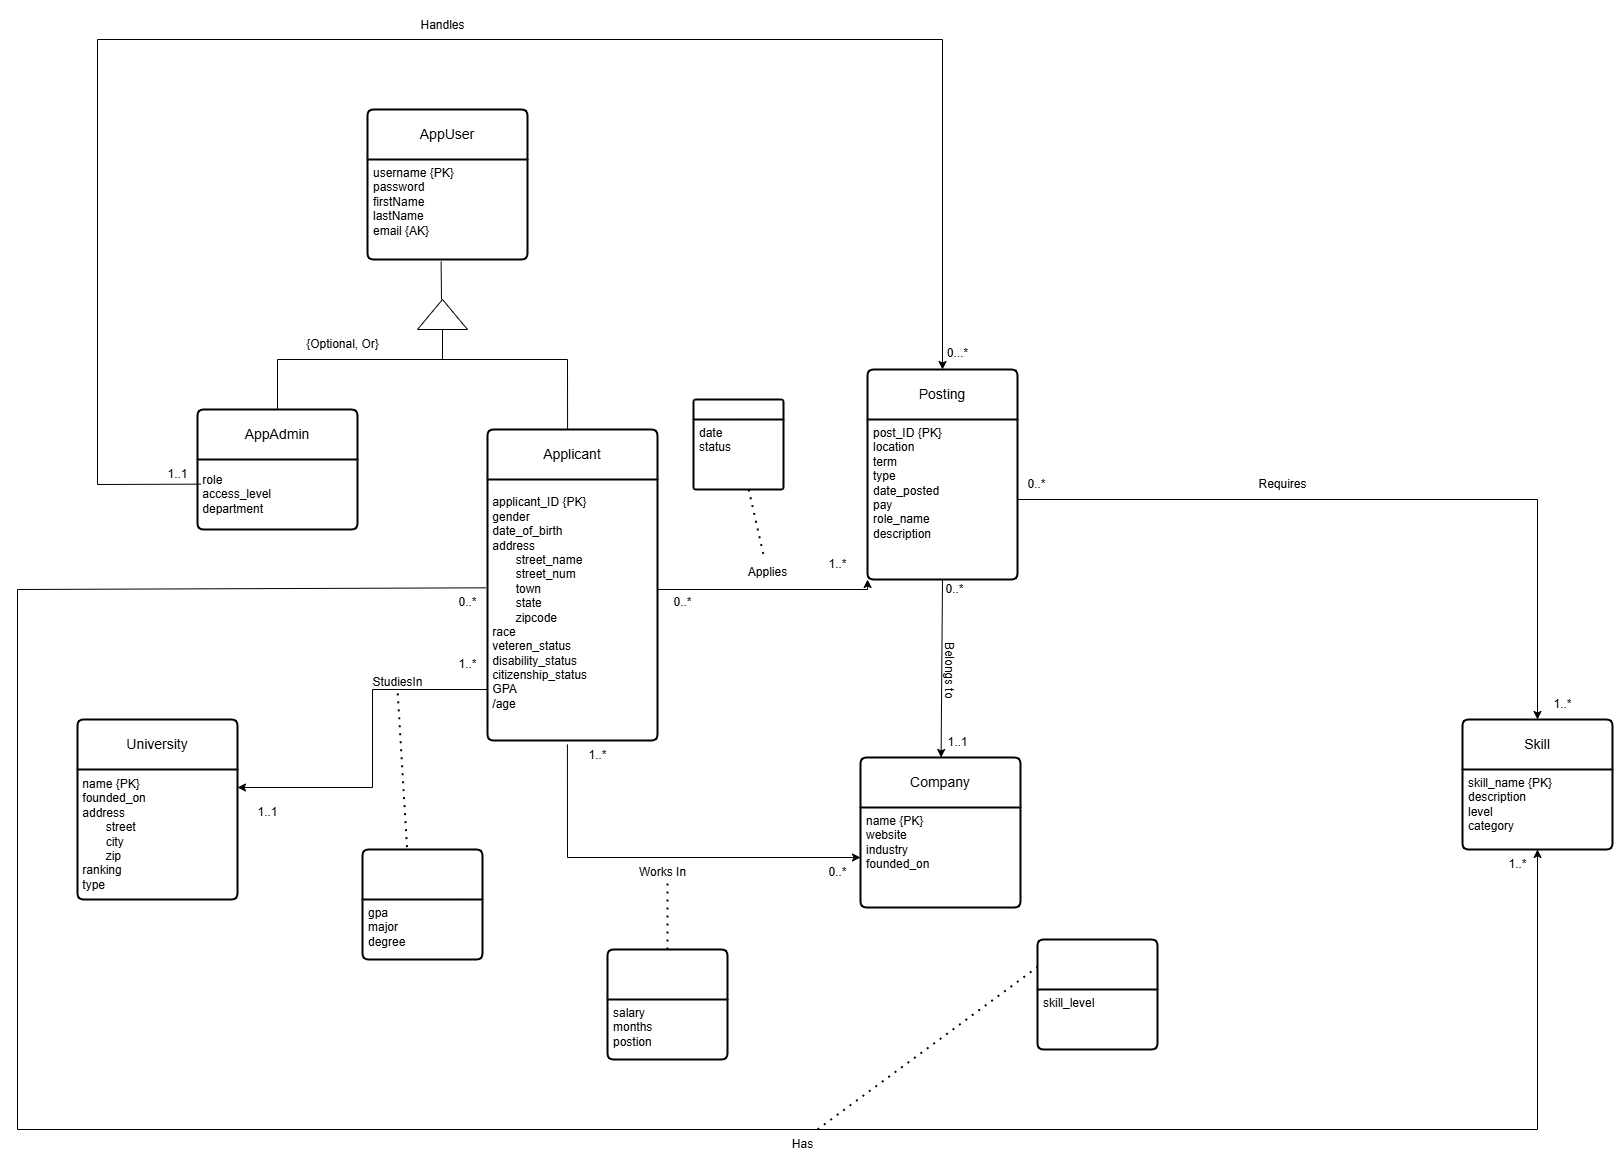 Handles
AppUser
username {PK}
password
firstName
lastName
email {AK}
{Optional, Or}
0...*
AppAdmin
1..1
role
access_level
department
Applicant
applicant_ID {PK}
gender
date_of_birth
address
street_name
street_num
town
state
zipcode
race
veteren_status
disability_status
citizenship_status
GPA
/age
date
status
Applies
0..*
1..*
Posting
post_ID {PK}
location
term
type
date_posted
pay
role_name
description
0..*
Requires
1..*
0..*
Belongs to
1..1
0..*
1..*
StudiesIn
1..1
University
name {PK}
founded_on
address
street
city
zip
ranking
type
gpa
major
degree
1..*
Works In
0..*
salary
months
postion
Company
name {PK}
website
industry
founded_on
Skill
skill_name {PK}
description
level
category
1..*
skill_level
Has